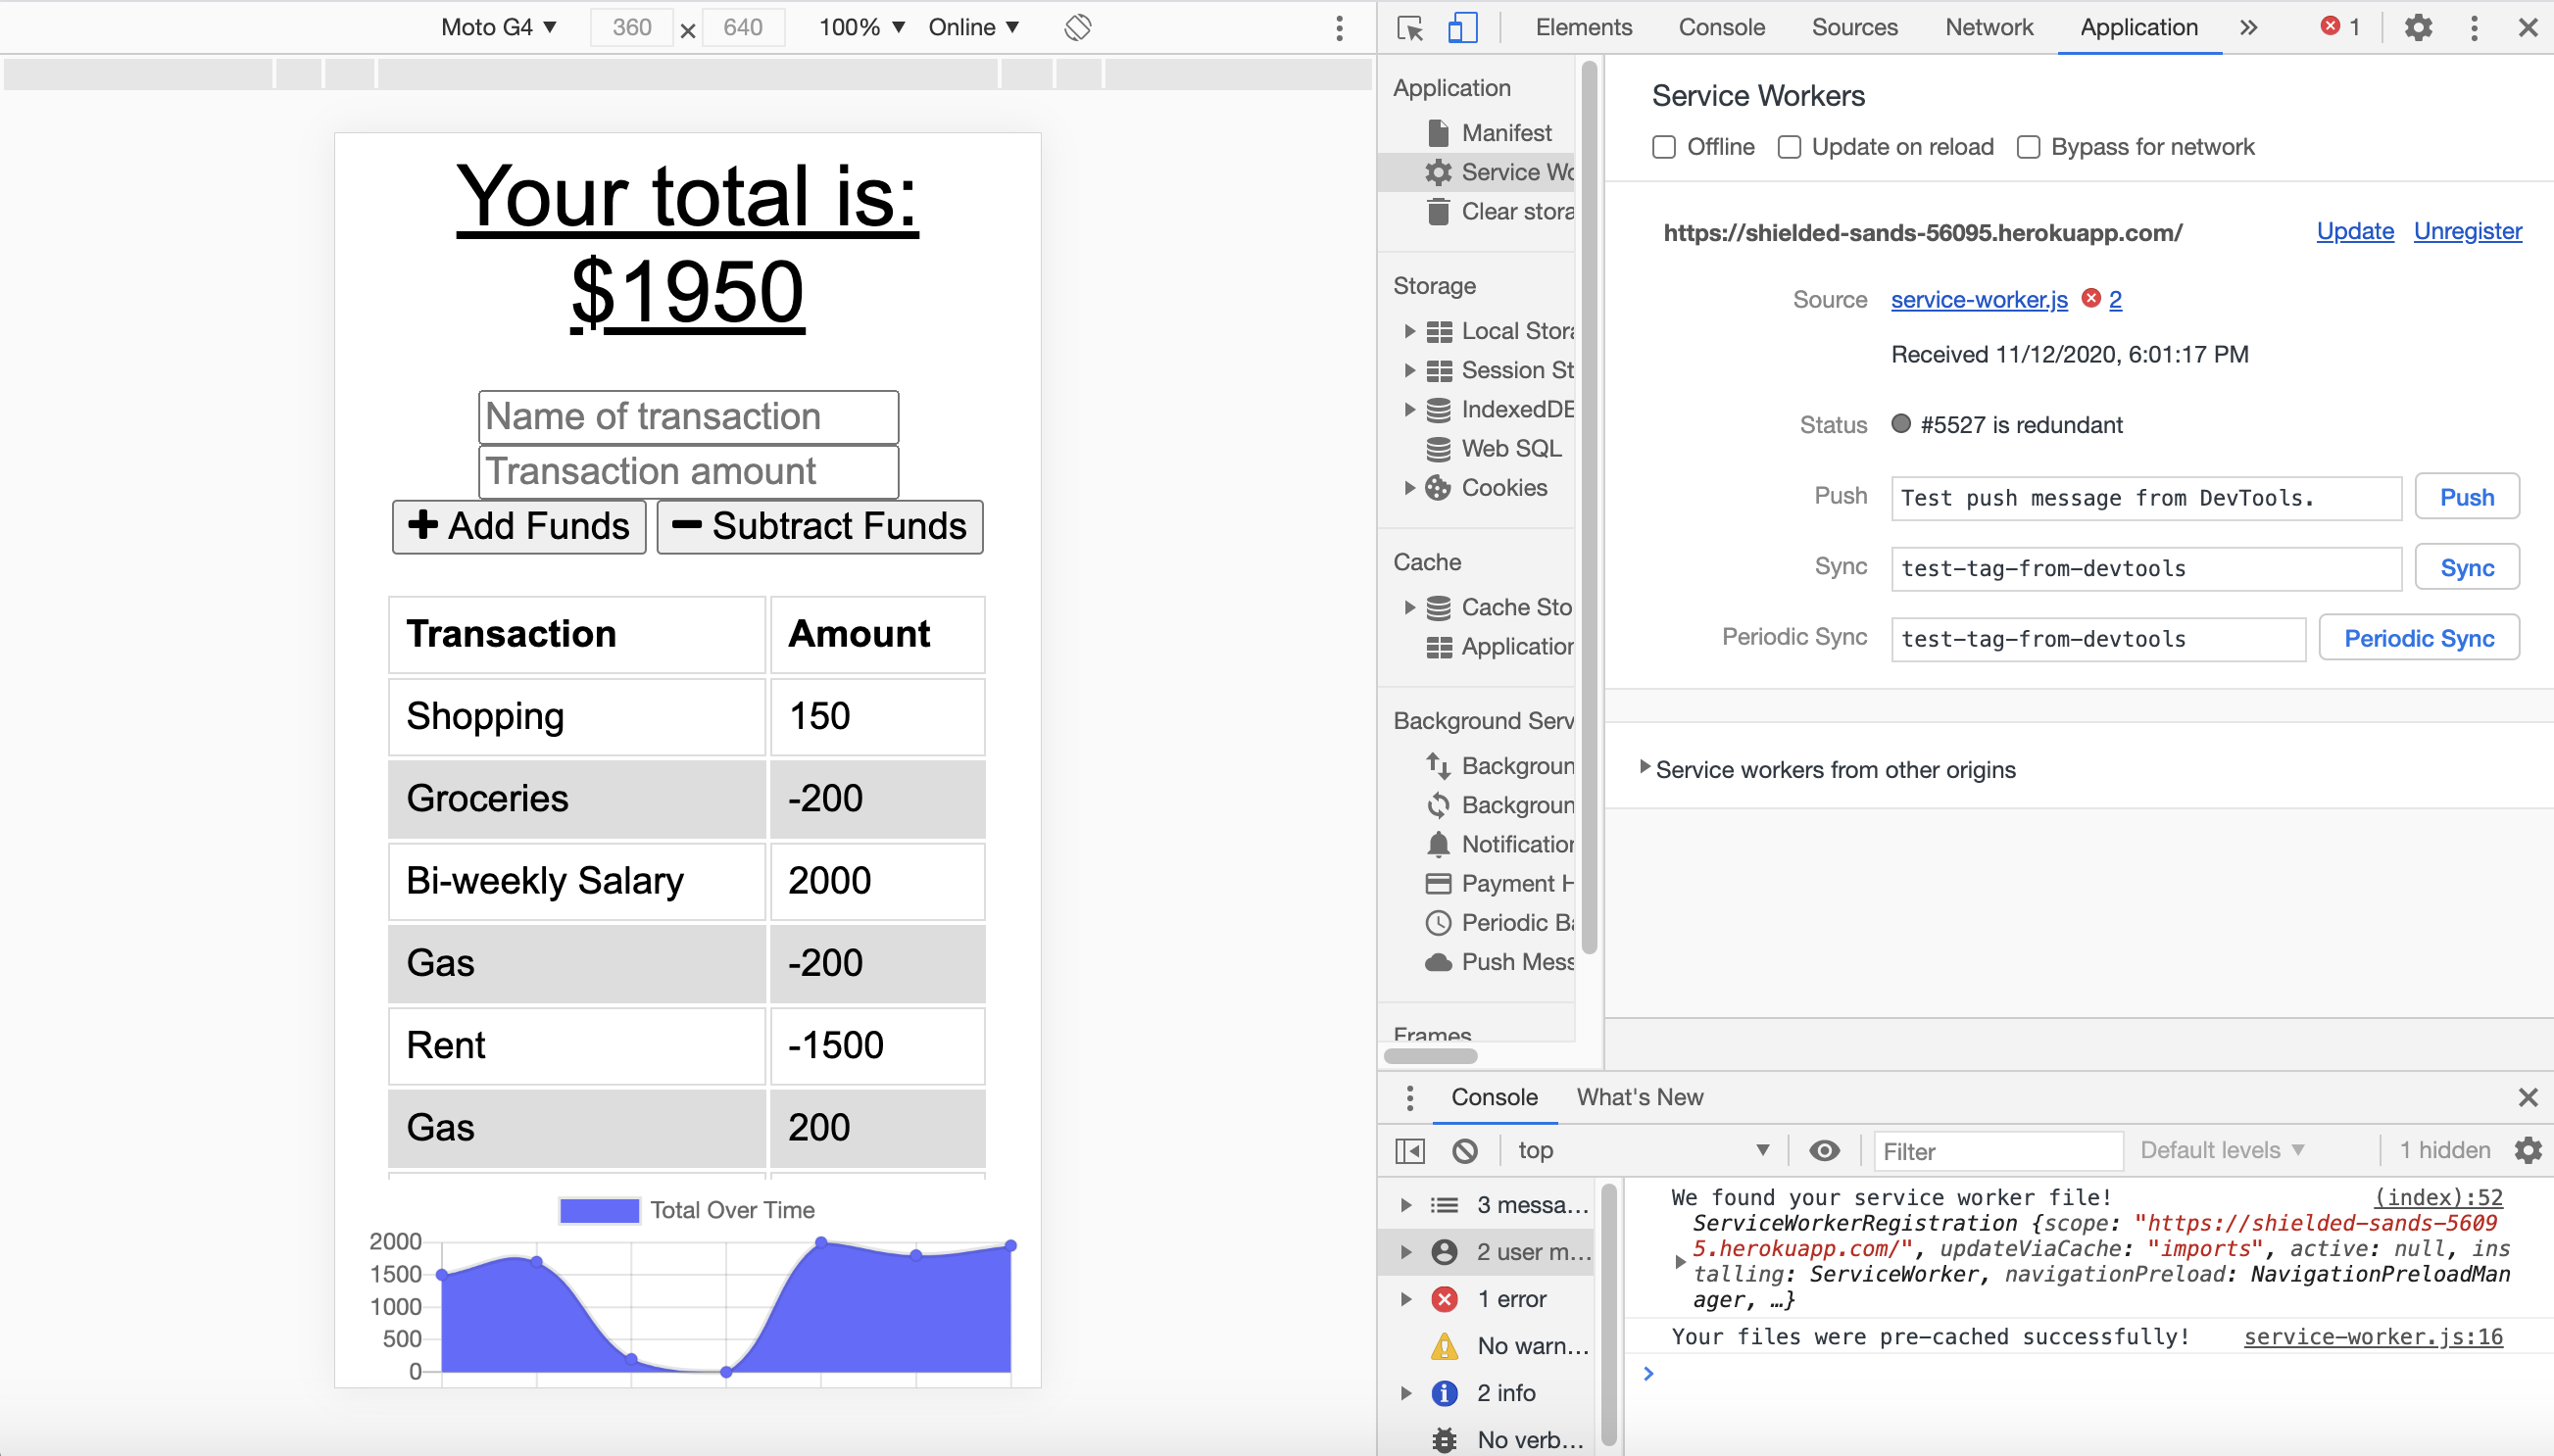 Moto G4 ▼ 360 × 640 100% ▼ Online ▼
Elements Console Sources Network Application » 1
Your total is:
$1950
Name of transaction
Transaction amount
Add Funds Subtract Funds
Transaction Amount
Shopping 150
Groceries -200
Bi-weekly Salary 2000
Gas -200
Rent -1500
Gas 200
Total Over Time
2000
1500
1000
500
0
Application
Manifest
Service Wo
Clear stora
Storage
Local Stora
Session St
IndexedDB
Web SQL
Cookies
Cache
Cache Sto
Application
Background Serv
Backgroun
Backgroun
Notification
Payment H
Periodic Ba
Push Mess
Frames
Service Workers
Offline Update on reload Bypass for network
https://shielded-sands-56095.herokuapp.com/ Update Unregister
Source service-worker.js 2
Received 11/12/2020, 6:01:17 PM
Status #5527 is redundant
Push Test push message from DevTools. Push
Sync test-tag-from-devtools Sync
Periodic Sync test-tag-from-devtools Periodic Sync
Service workers from other origins
Console What's New
top ▼ Filter Default levels ▼ 1 hidden
3 messa...
2 user m...
1 error
No warn...
2 info
No verb...
We found your service worker file! (index):52
ServiceWorkerRegistration {scope: "https://shielded-sands-5609
5.herokuapp.com/", updateViaCache: "imports", active: null, ins
talling: ServiceWorker, navigationPreload: NavigationPreloadMan
ager, …}
Your files were pre-cached successfully! service-worker.js:16